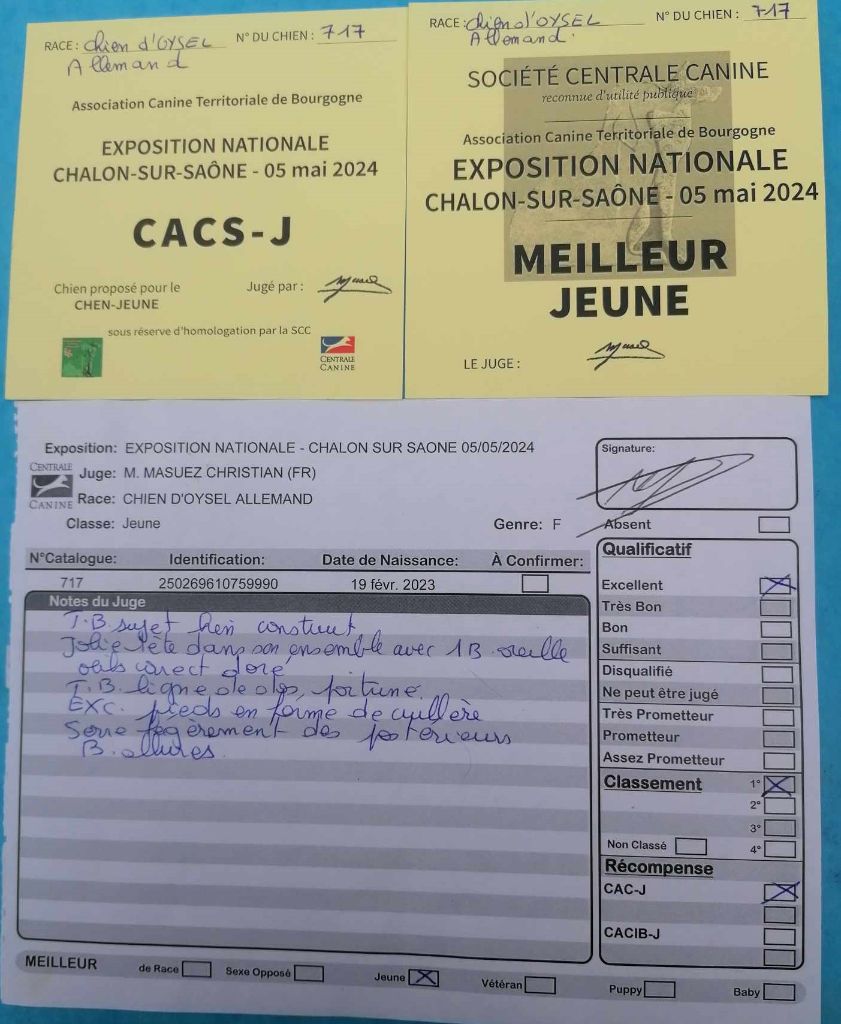 RACE : Chien d'OYSEL N° DU CHIEN : 717
Allemand
Association Canine Territoriale de Bourgogne
EXPOSITION NATIONALE
CHALON-SUR-SAÔNE - 05 mai 2024
CACS-J
Chien proposé pour le
CHEN-JEUNE
Jugé par :
sous réserve d'homologation par la SCC
CENTRALE
CANINE
RACE : Chien d'OYSEL N° DU CHIEN : 717
Allemand
SOCIÉTÉ CENTRALE CANINE
reconnue d'utilité publique
Association Canine Territoriale de Bourgogne
EXPOSITION NATIONALE
CHALON-SUR-SAÔNE - 05 mai 2024
MEILLEUR
JEUNE
LE JUGE :
Exposition: EXPOSITION NATIONALE - CHALON SUR SAONE 05/05/2024
CENTRALE
CANINE
Juge: M. MASUEZ CHRISTIAN (FR)
Race: CHIEN D'OYSEL ALLEMAND
Classe: Jeune Genre: F
N°Catalogue: Identification: Date de Naissance: À Confirmer:
717 250269610759990 19 févr. 2023
Notes du Juge
T.B. sujet bien construit
Jolie tête dans son ensemble avec 1B. oreille
correct doré
T.B. ligne de dos, poitrine.
EXC. pieds en forme de cuillère
Serre légèrement des postérieurs
B. allures.
Signature:
Absent
Qualificatif
Excellent
Très Bon
Bon
Suffisant
Disqualifié
Ne peut être jugé
Très Prometteur
Prometteur
Assez Prometteur
Classement 1°
2°
3°
Non Classé 4°
Récompense
CAC-J
CACIB-J
MEILLEUR de Race Sexe Opposé Jeune Vétéran Puppy Baby